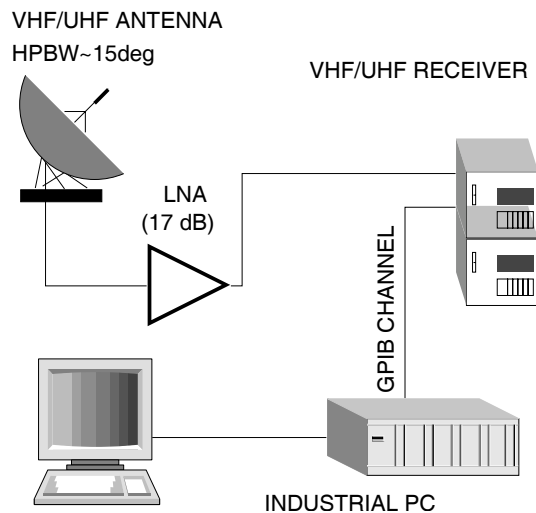 VHF/UHF ANTENNA
HPBW~15deg
VHF/UHF RECEIVER
LNA
(17 dB)
GPIB CHANNEL
INDUSTRIAL PC